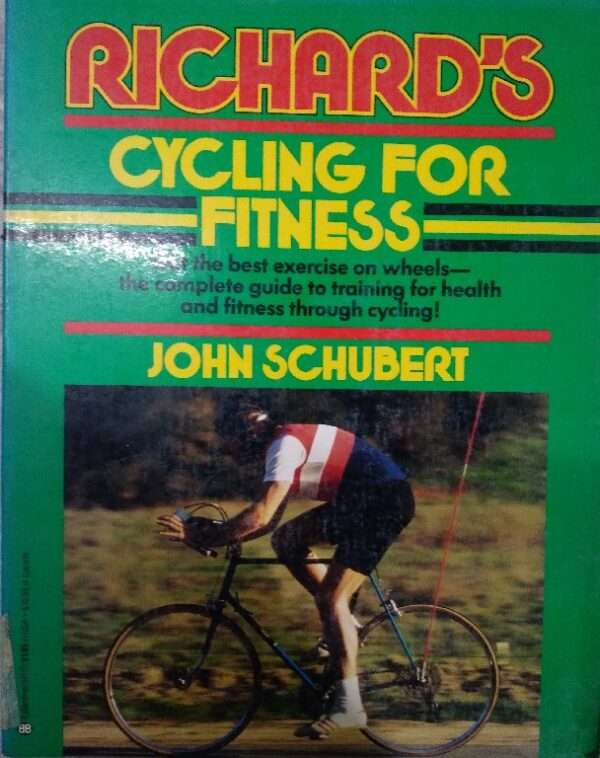 RICHARD'S
CYCLING FOR
FITNESS
the best exercise on wheels—
the complete guide to training for health
and fitness through cycling!
JOHN SCHUBERT
88